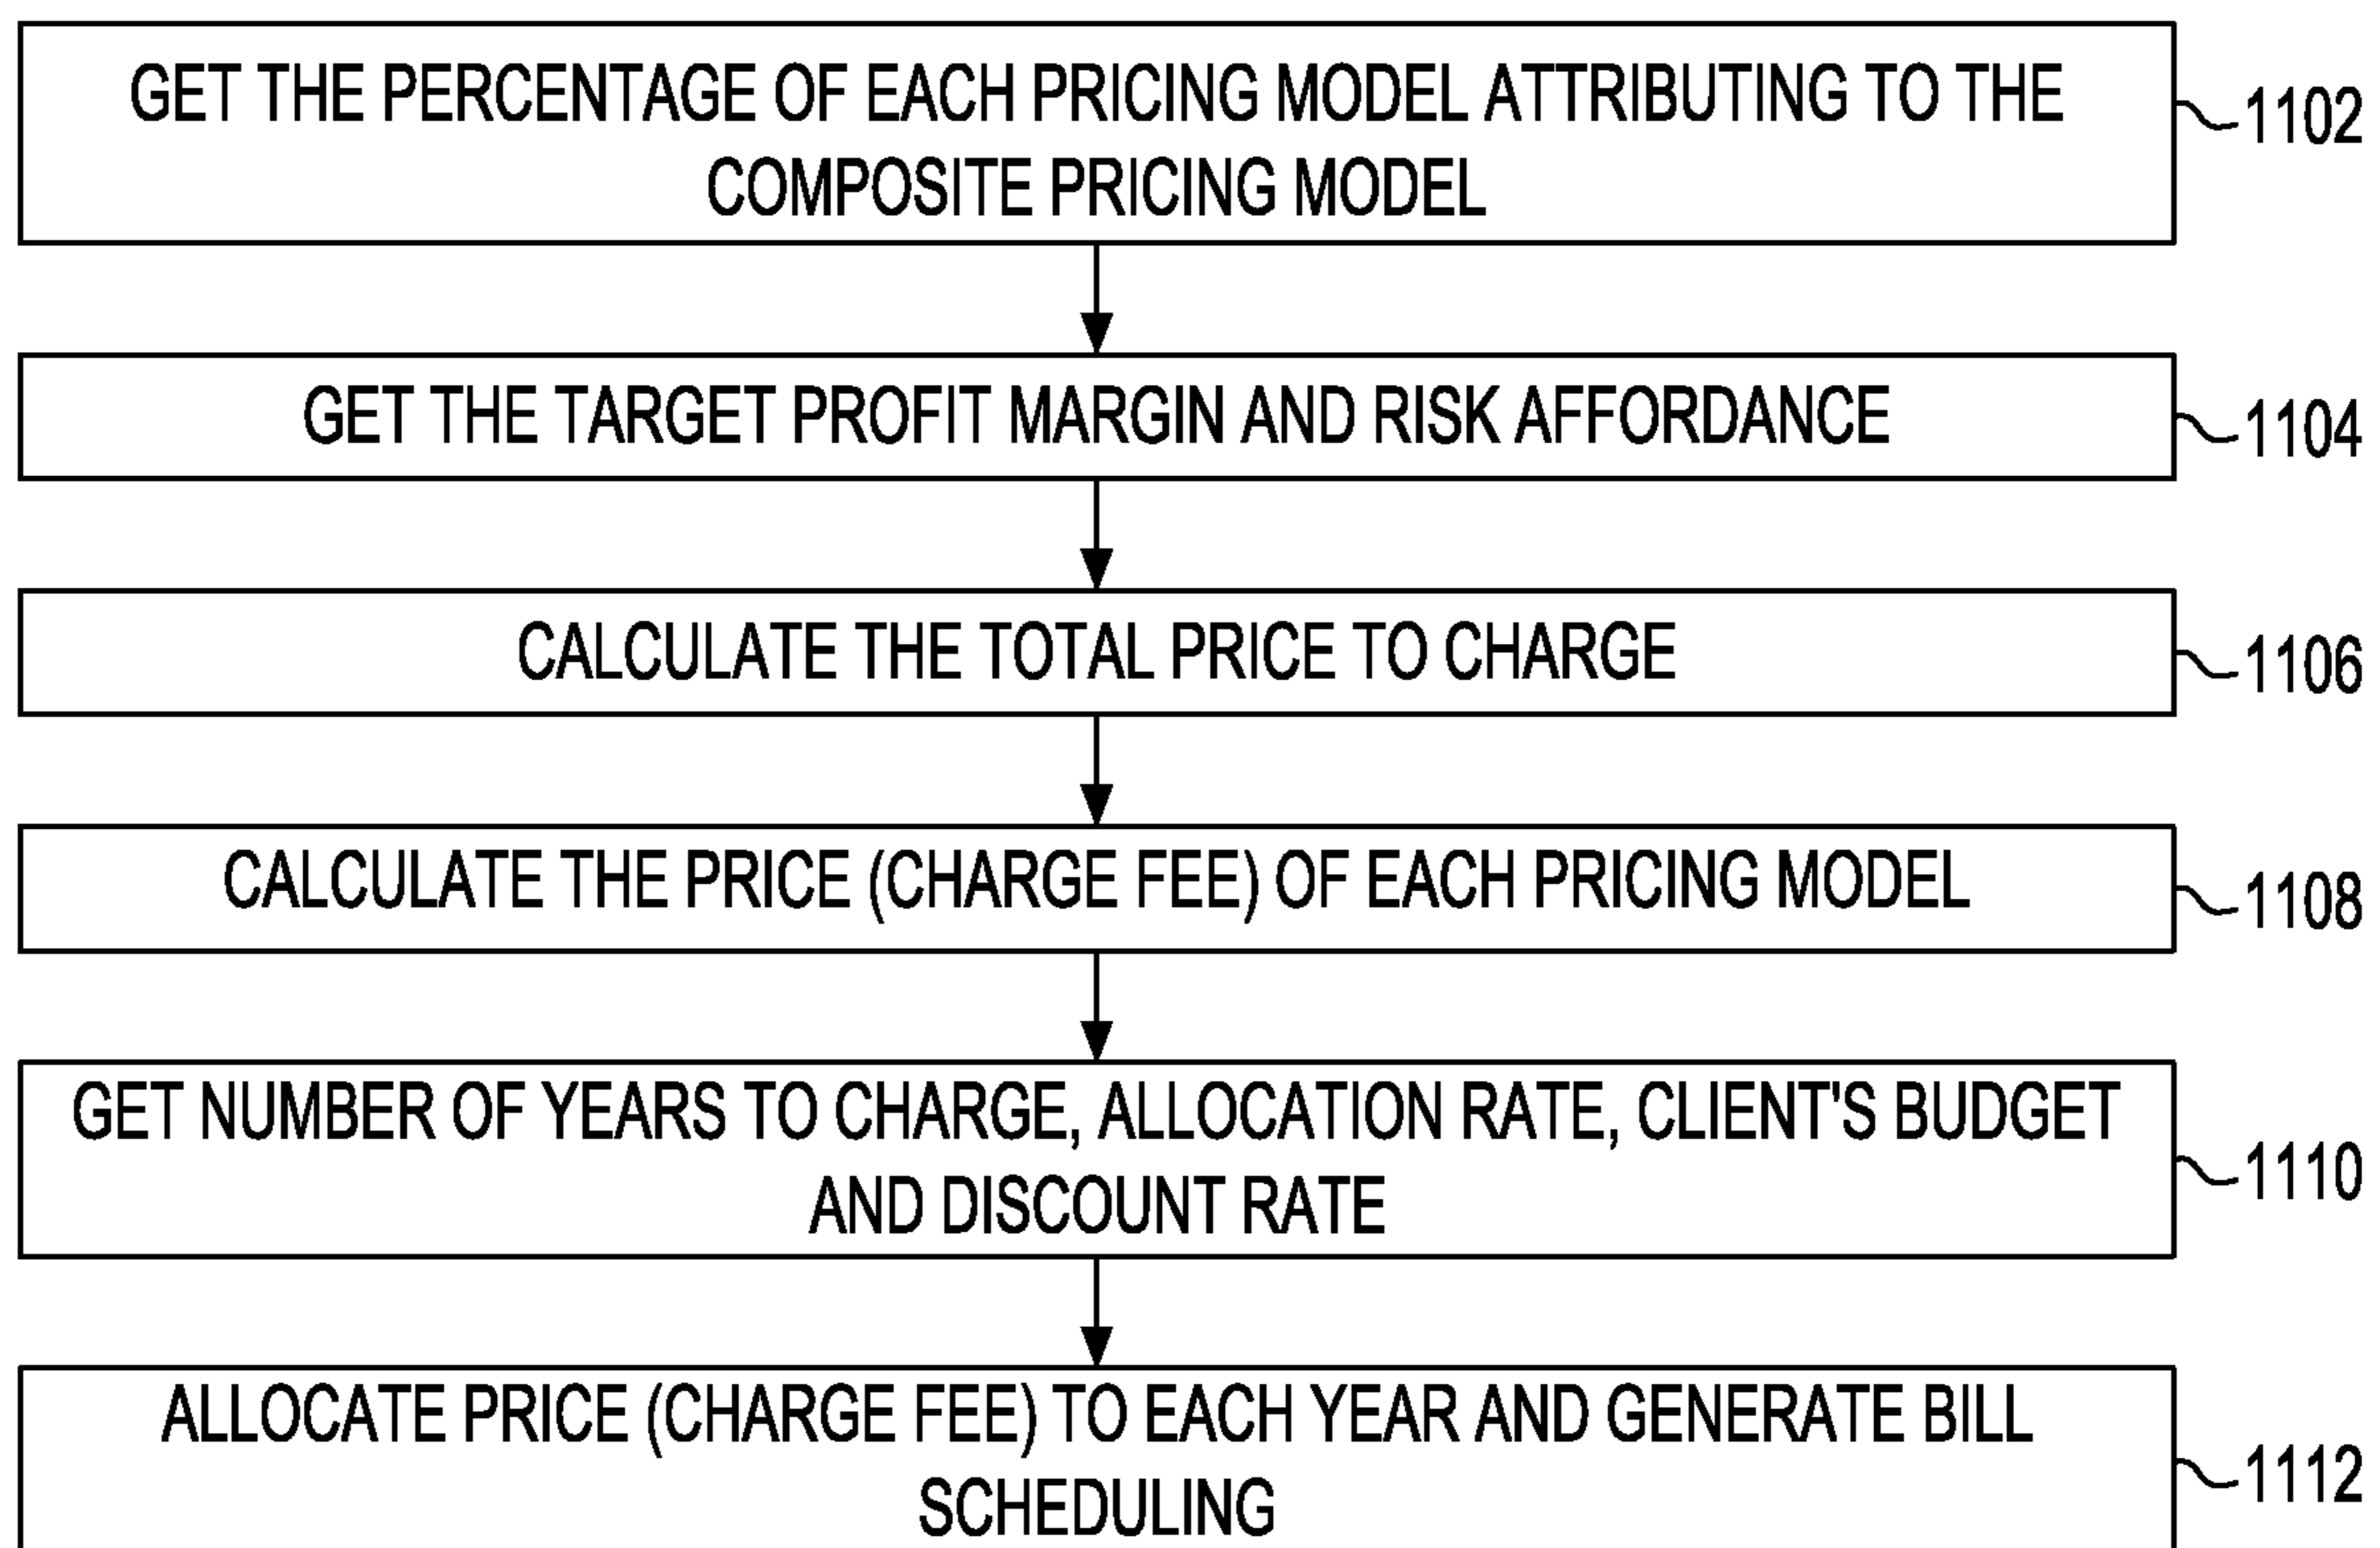 GET THE PERCENTAGE OF EACH PRICING MODEL ATTRIBUTING TO THE
COMPOSITE PRICING MODEL
1102
GET THE TARGET PROFIT MARGIN AND RISK AFFORDANCE
1104
CALCULATE THE TOTAL PRICE TO CHARGE
1106
CALCULATE THE PRICE (CHARGE FEE) OF EACH PRICING MODEL
1108
GET NUMBER OF YEARS TO CHARGE, ALLOCATION RATE, CLIENT'S BUDGET
AND DISCOUNT RATE
1110
ALLOCATE PRICE (CHARGE FEE) TO EACH YEAR AND GENERATE BILL
SCHEDULING
1112